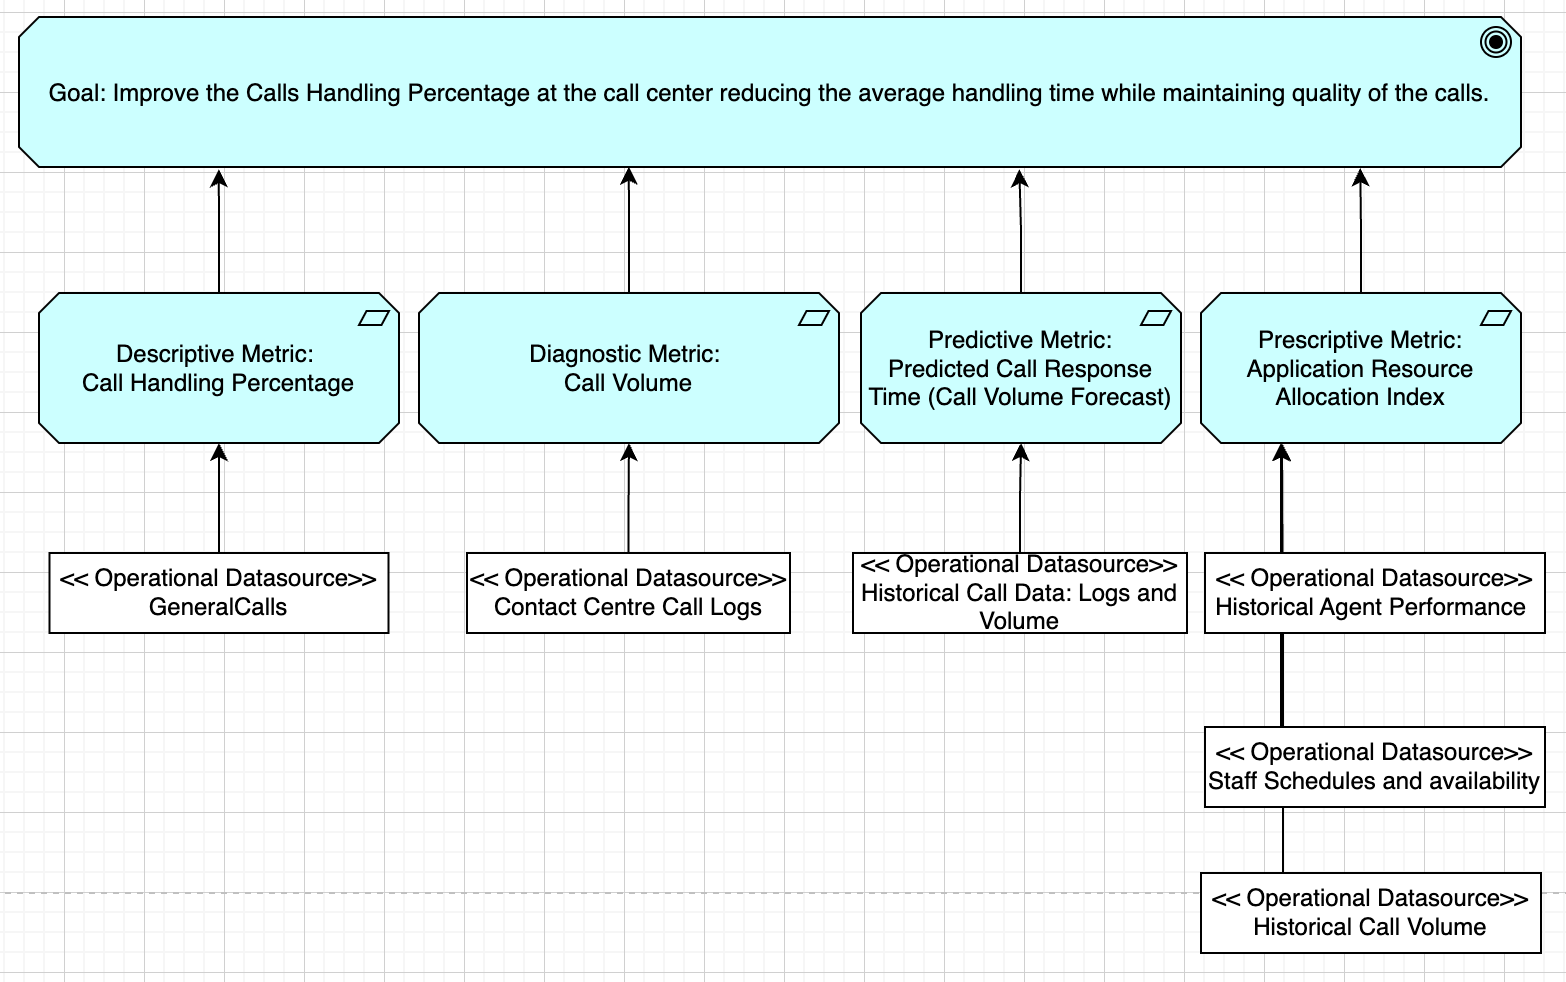 Goal: Improve the Calls Handling Percentage at the call center reducing the average handling time while maintaining quality of the calls.
Descriptive Metric:
Call Handling Percentage
Diagnostic Metric:
Call Volume
Predictive Metric:
Predicted Call Response
Time (Call Volume Forecast)
Prescriptive Metric:
Application Resource
Allocation Index
<< Operational Datasource>>
GeneralCalls
<< Operational Datasource>>
Contact Centre Call Logs
<< Operational Datasource>>
Historical Call Data: Logs and
Volume
<< Operational Datasource>>
Historical Agent Performance
<< Operational Datasource>>
Staff Schedules and availability
<< Operational Datasource>>
Historical Call Volume